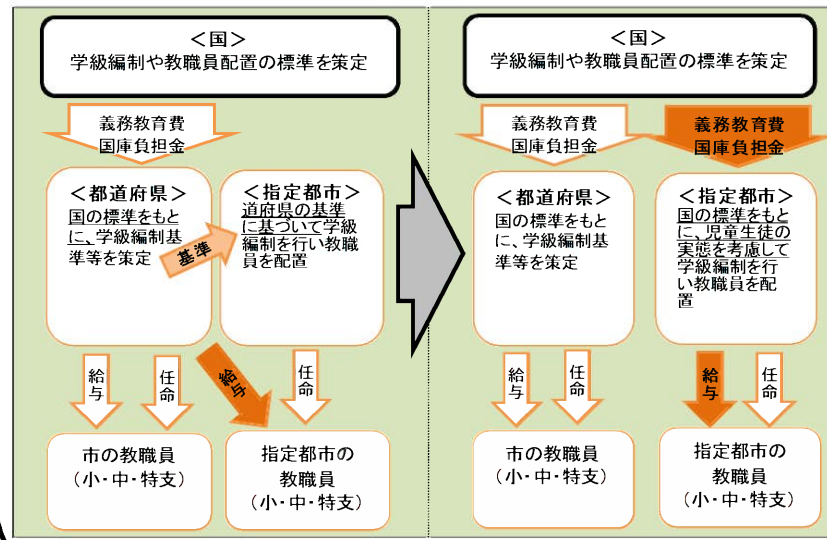 ＜国＞
学級編制や教職員配置の標準を策定
義務教育費
国庫負担金
＜都道府県＞
国の標準をもと
に、学級編制基
準等を策定
基準
＜指定都市＞
道府県の基準
に基づいて学級
編制を行い教職
員を配置
給与
任命
給与
任命
市の教職員
（小・中・特支）
指定都市の
教職員
（小・中・特支）
＜国＞
学級編制や教職員配置の標準を策定
義務教育費
国庫負担金
義務教育費
国庫負担金
＜都道府県＞
国の標準をもと
に、学級編制基
準等を策定
＜指定都市＞
国の標準をもと
に、児童生徒の
実態を考慮して
学級編制を行
い教職員を配
置
給与
任命
給与
任命
市の教職員
（小・中・特支）
指定都市の
教職員
（小・中・特支）